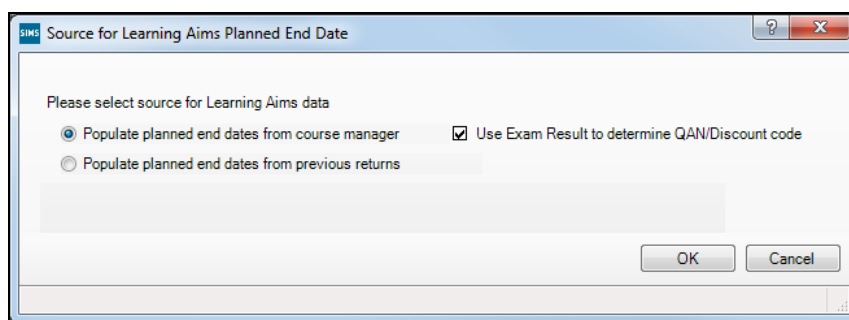 SIMS Source for Learning Aims Planned End Date ? X
Please select source for Learning Aims data
Populate planned end dates from course manager Use Exam Result to determine QAN/Discount code
Populate planned end dates from previous returns
OK Cancel